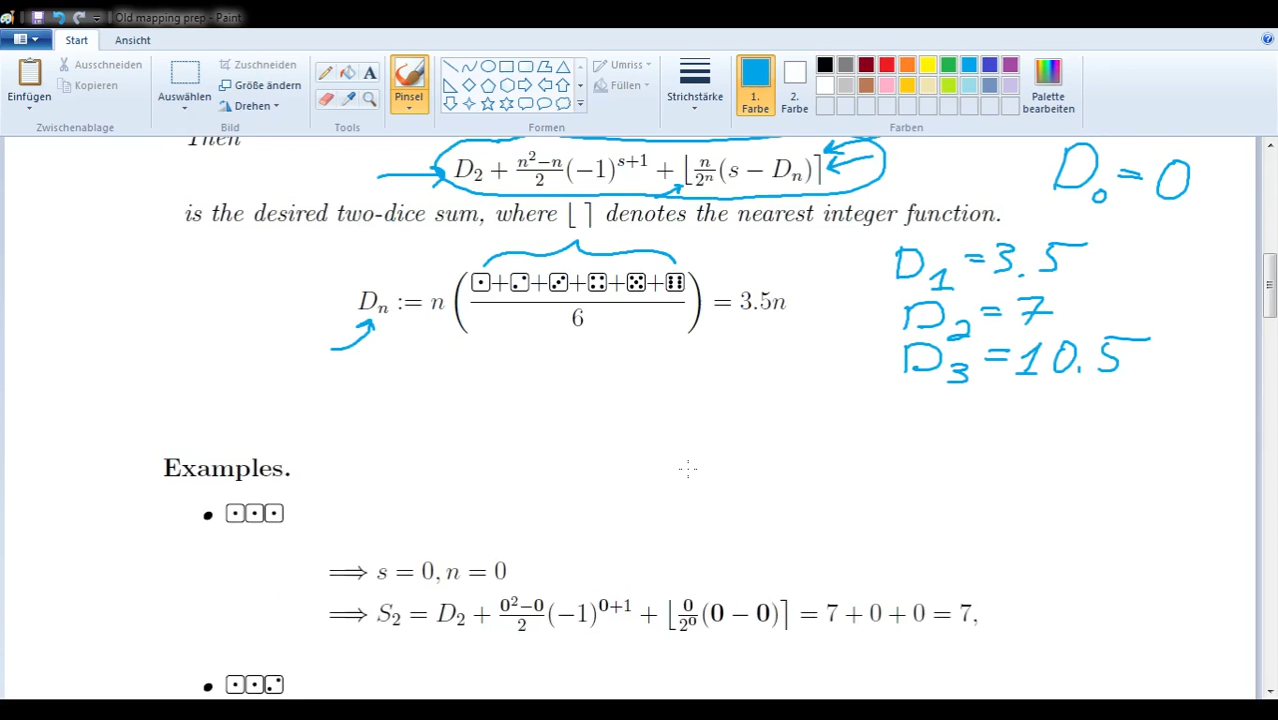 Old mapping prep - Paint
Start Ansicht
Einfügen
Ausschneiden
Kopieren
Zwischenablage
Auswählen
Zuschneiden
Größe ändern
Drehen
Bild
A
Tools
Pinsel
Umriss
Füllen
Formen
Strichstärke
1. Farbe
2. Farbe
Palette bearbeiten
Farben
Then
D₂ + (n²−n)/2 (−1)^{s+1} + ⌊n/2ⁿ (s − Dₙ)⌉
D₀ = 0
is the desired two-dice sum, where ⌊ ⌉ denotes the nearest integer function.
Dₙ := n((⚀+⚁+⚂+⚃+⚄+⚅)/6) = 3.5n
D₁ = 3.5
D₂ = 7
D₃ = 10.5
Examples.
• ⚀⚀⚀
⟹ s = 0, n = 0
⟹ S₂ = D₂ + (0²−0)/2 (−1)^{0+1} + ⌊0/2⁰ (0 − 0)⌉ = 7 + 0 + 0 = 7,
• ⚀⚀⚁